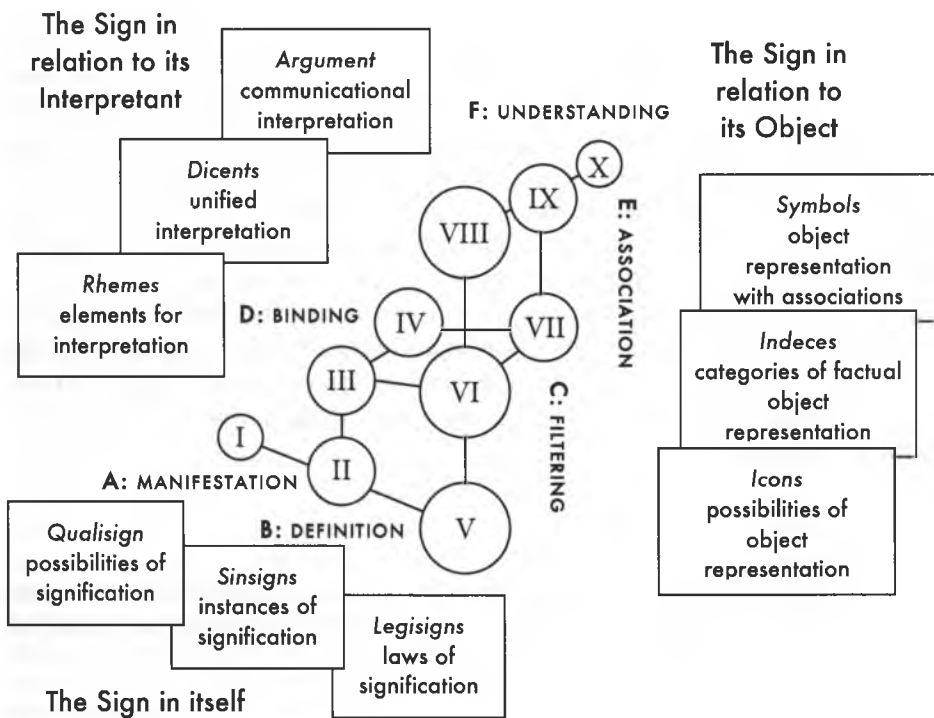 The Sign in
relation to its
Interpretant
Argument
communicational
interpretation
Dicents
unified
interpretation
Rhemes
elements for
interpretation
The Sign in
relation to
its Object
Symbols
object
representation
with associations
Indeces
categories of factual
object
representation
Icons
possibilities of
object
representation
F: UNDERSTANDING
X
IX
VIII
E: ASSOCIATION
D: BINDING
IV
VII
III
VI
C: FILTERING
I
II
A: MANIFESTATION
V
B: DEFINITION
Qualisign
possibilities of
signification
Sinsigns
instances of
signification
Legisigns
laws of
signification
The Sign in itself